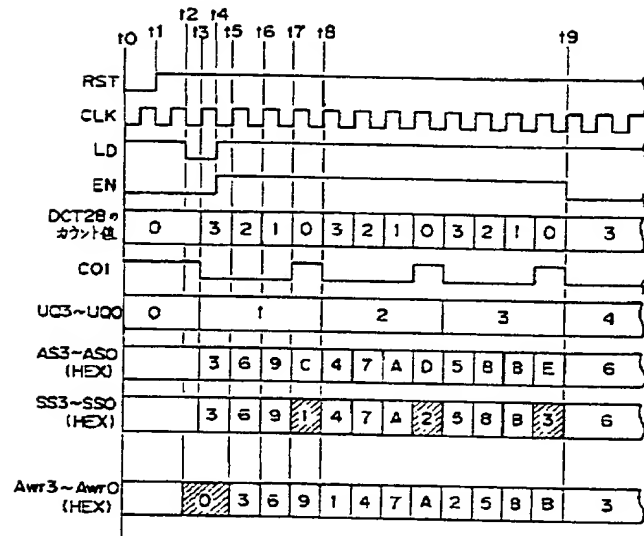 t0 t1 t2 t3 t4 t5 t6 t7 t8 t9
RST
CLK
LD
EN
DCT28の
カウント値 0 3 2 1 0 3 2 1 0 3 2 1 0 3
CO1
UQ3~UQ0 0 1 2 3 4
AS3~AS0
(HEX) 3 6 9 C 4 7 A D 5 8 B E 6
SS3~SS0
(HEX) 3 6 9 1 4 7 A 2 5 8 B 3 6
Awr3~Awr0
(HEX) 0 3 6 9 1 4 7 A 2 5 8 B 3